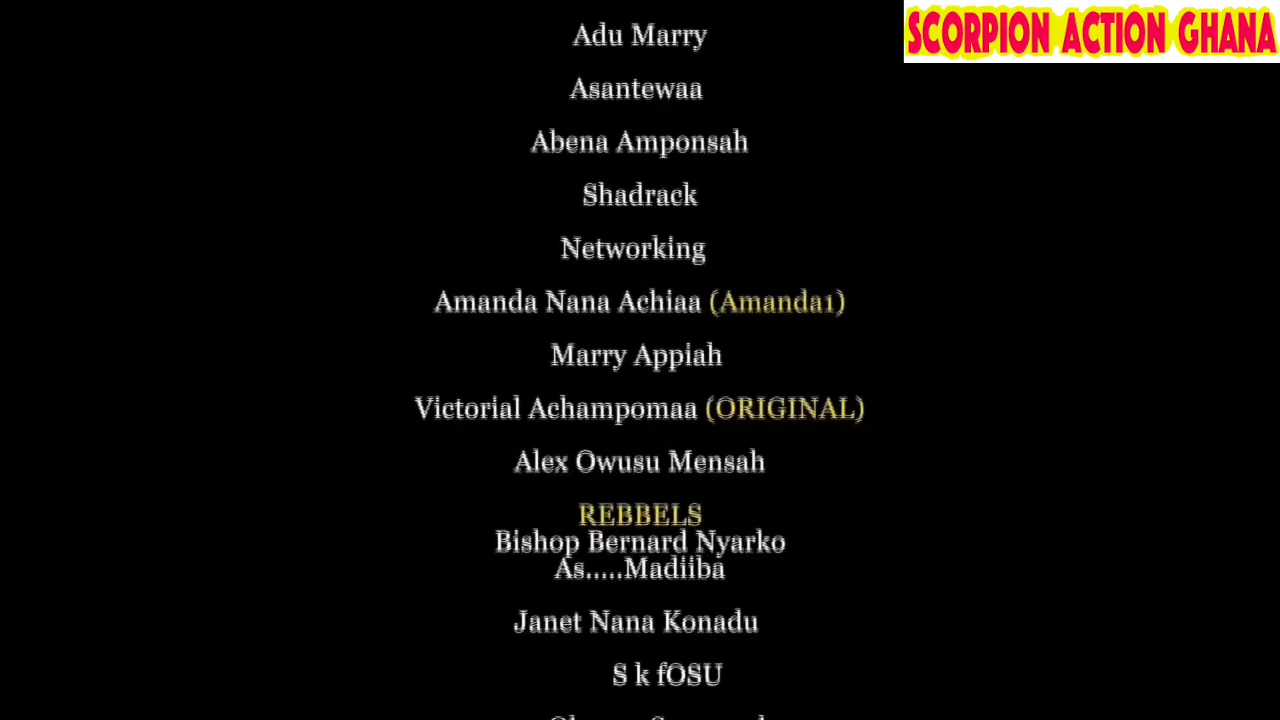 SCORPION ACTION GHANA
Adu Marry
Asantewaa
Abena Amponsah
Shadrack
Networking
Amanda Nana Achiaa (Amanda1)
Marry Appiah
Victorial Achampomaa (ORIGINAL)
Alex Owusu Mensah
REBBELS
Bishop Bernard Nyarko
As.....Madiiba
Janet Nana Konadu
S k fOSU